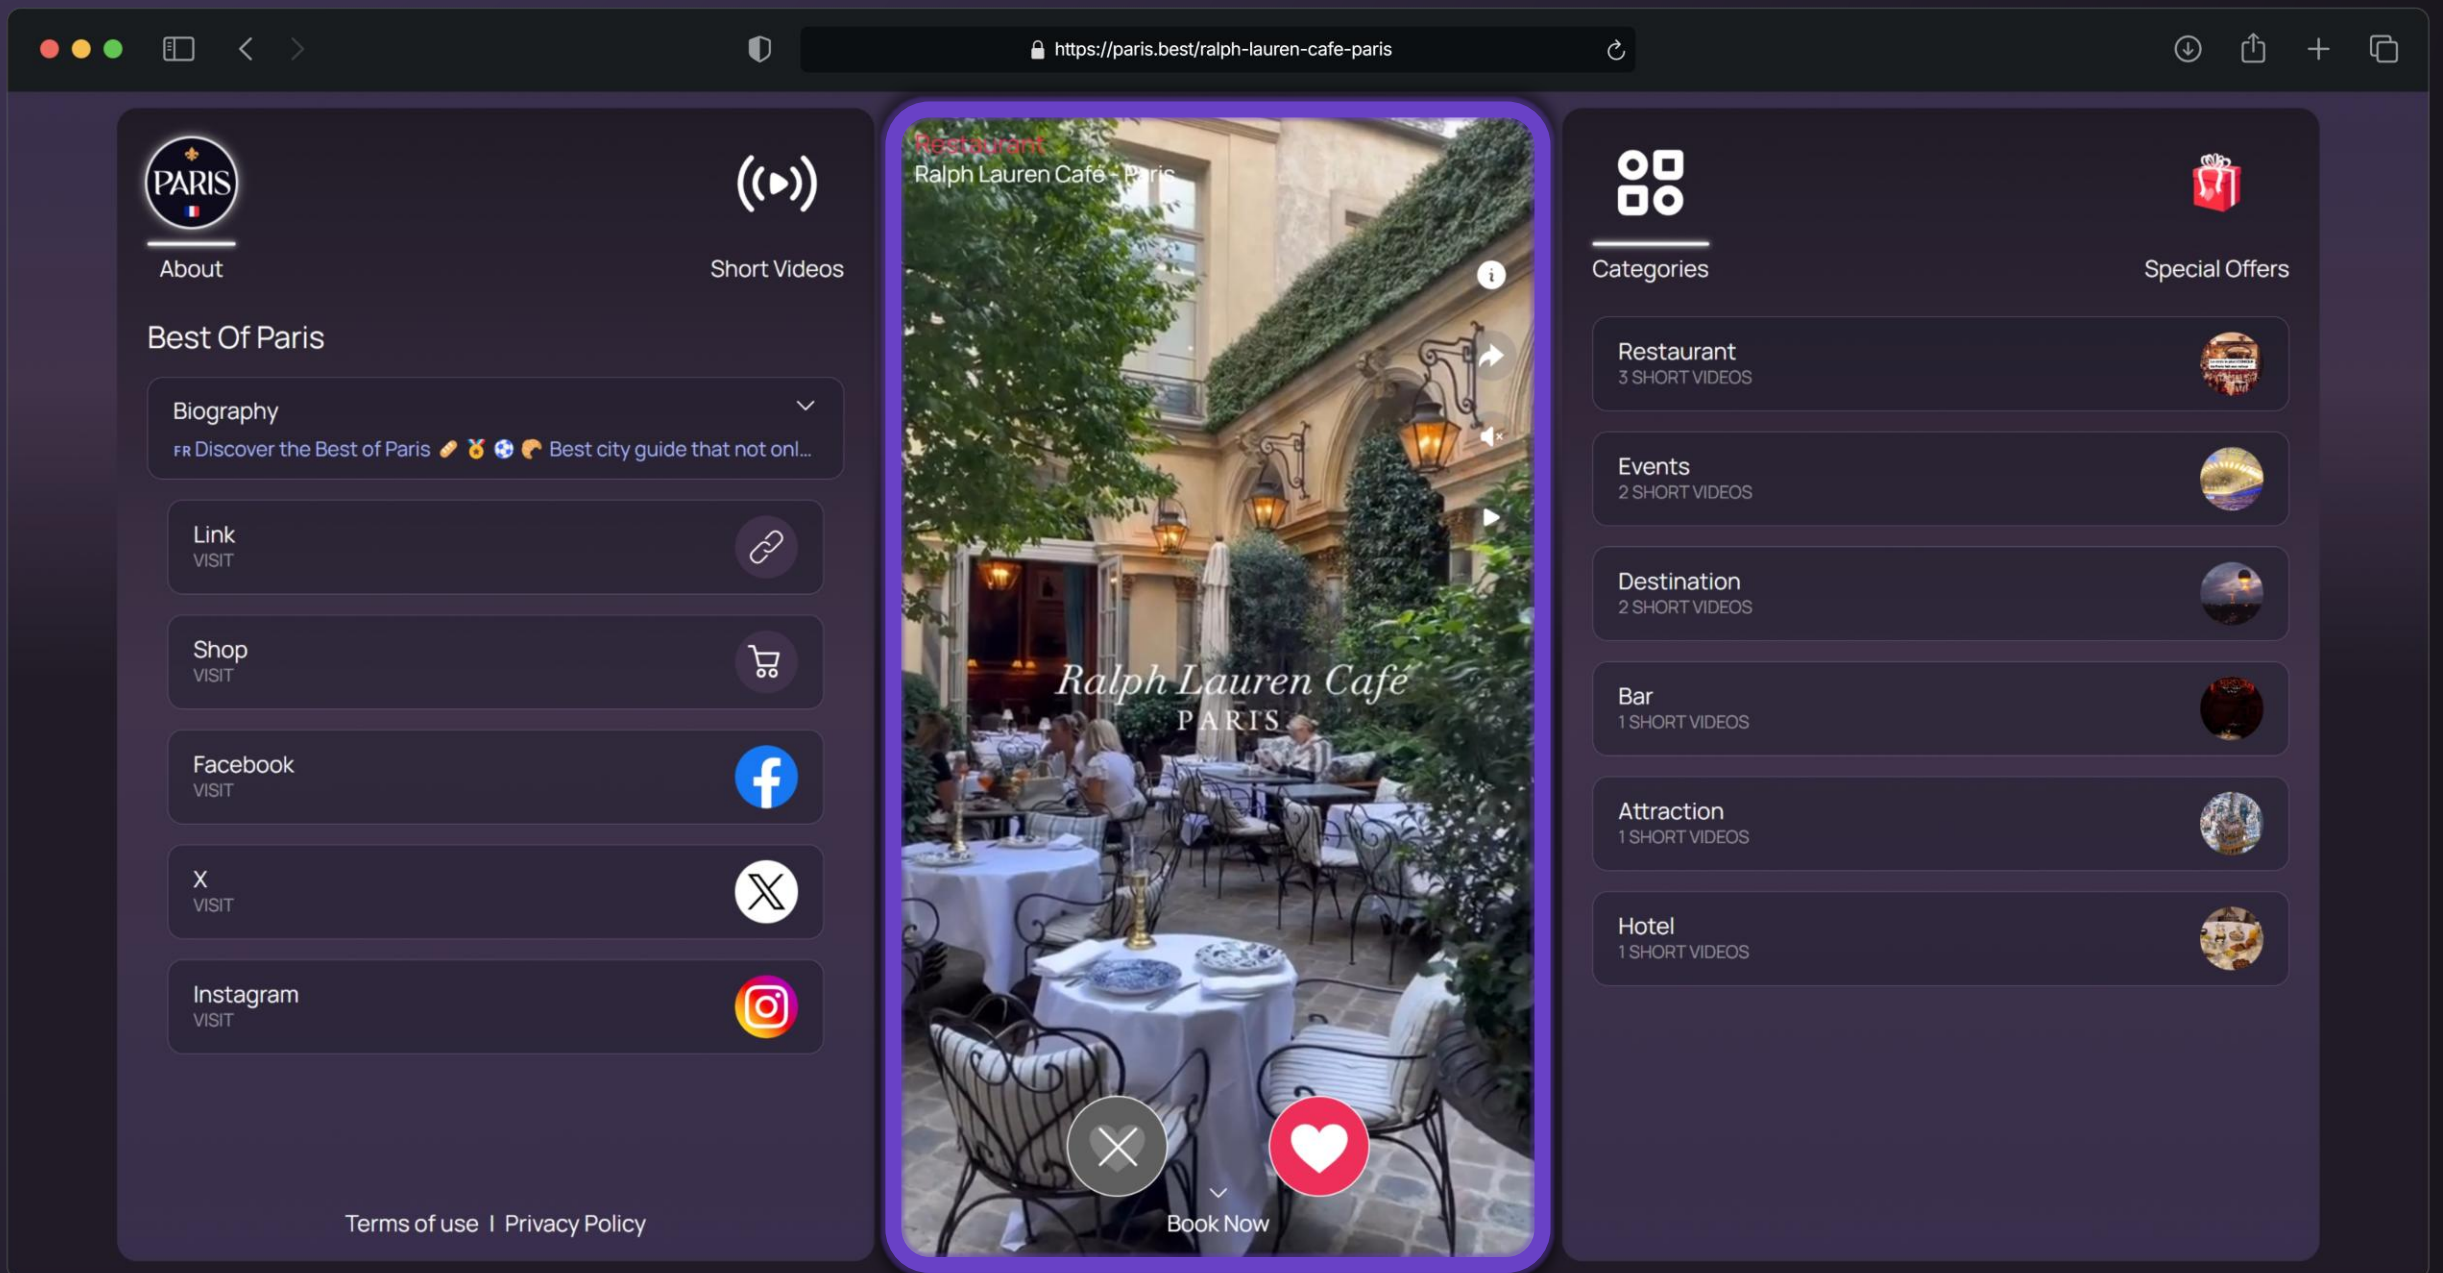 https://paris.best/ralph-lauren-cafe-paris
PARIS
About
Short Videos
Best Of Paris
Biography
FR Discover the Best of Paris 🥖 🏅 ⚽ 🥐 Best city guide that not onl...
Link
VISIT
Shop
VISIT
Facebook
VISIT
X
VISIT
Instagram
VISIT
Terms of use | Privacy Policy
Restaurant
Ralph Lauren Café - Paris
Ralph Lauren Café
PARIS
Book Now
Categories
Special Offers
Restaurant
3 SHORT VIDEOS
Events
2 SHORT VIDEOS
Destination
2 SHORT VIDEOS
Bar
1 SHORT VIDEOS
Attraction
1 SHORT VIDEOS
Hotel
1 SHORT VIDEOS